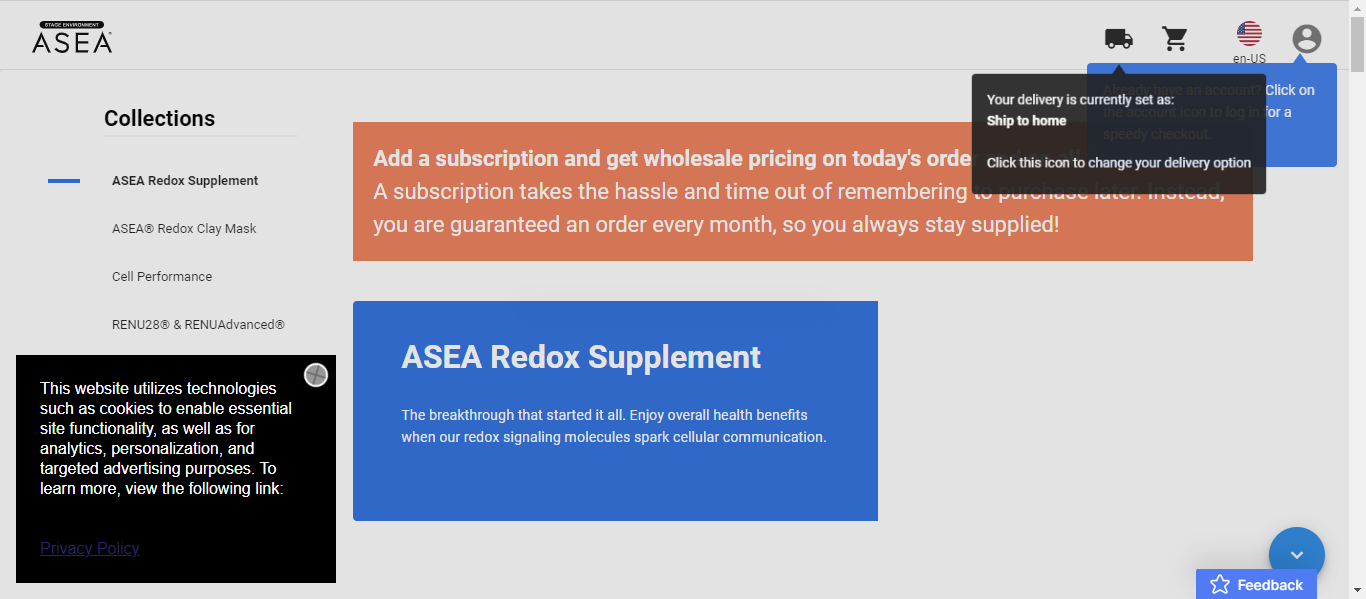 STAGE ENVIRONMENT
ASEA
en-US
Already have an account? Click on
the account icon to log in for a
speedy checkout.
Your delivery is currently set as:
Ship to home
Click this icon to change your delivery option
Collections
ASEA Redox Supplement
ASEA® Redox Clay Mask
Cell Performance
RENU28® & RENUAdvanced®
Add a subscription and get wholesale pricing on today's order
A subscription takes the hassle and time out of remembering to purchase later. Instead,
you are guaranteed an order every month, so you always stay supplied!
ASEA Redox Supplement
The breakthrough that started it all. Enjoy overall health benefits
when our redox signaling molecules spark cellular communication.
This website utilizes technologies
such as cookies to enable essential
site functionality, as well as for
analytics, personalization, and
targeted advertising purposes. To
learn more, view the following link:
Privacy Policy
Feedback